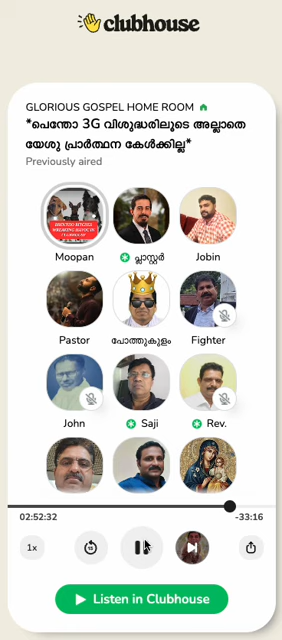 clubhouse
GLORIOUS GOSPEL HOME ROOM
*പെന്തോ 3G വിശുദ്ധരിലൂടെ അല്ലാതെ
യേശു പ്രാർത്ഥന കേൾക്കില്ല*
Previously aired
Moopan പ്ലാസ്റ്റർ Jobin
Pastor പോത്തുകുളം Fighter
John Saji Rev.
02:52:32 -33:16
1x 15
Listen in Clubhouse